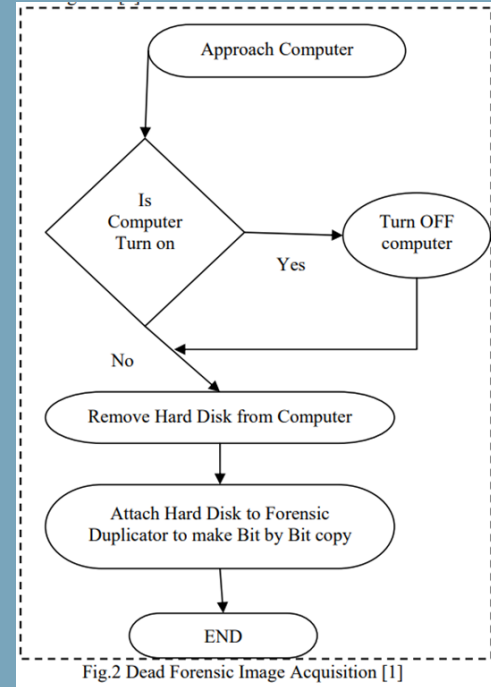 Approach Computer
Is
Computer
Turn on
Yes
Turn OFF
computer
No
Remove Hard Disk from Computer
Attach Hard Disk to Forensic
Duplicator to make Bit by Bit copy
END
Fig.2 Dead Forensic Image Acquisition [1]